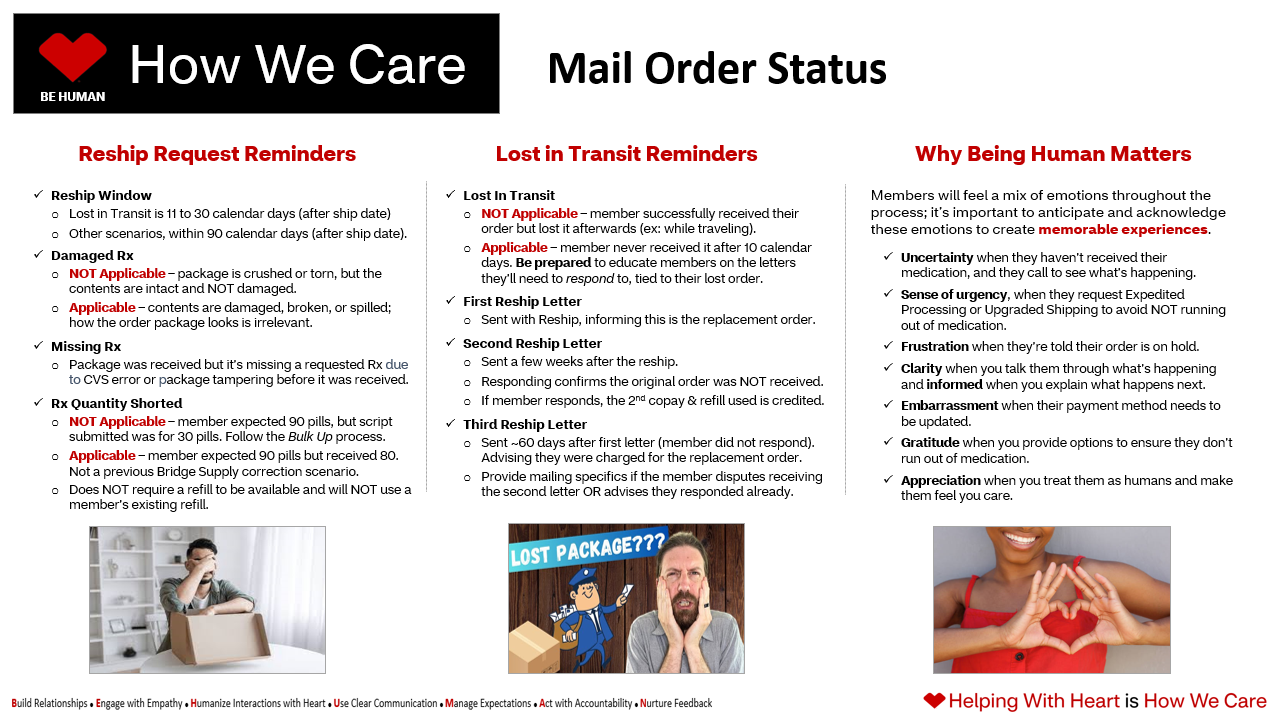 How We Care
BE HUMAN
Mail Order Status
Reship Request Reminders
✓ Reship Window
o Lost in Transit is 11 to 30 calendar days (after ship date)
o Other scenarios, within 90 calendar days (after ship date).
✓ Damaged Rx
o NOT Applicable – package is crushed or torn, but the
contents are intact and NOT damaged.
o Applicable – contents are damaged, broken, or spilled;
how the order package looks is irrelevant.
✓ Missing Rx
o Package was received but it's missing a requested Rx due
to CVS error or package tampering before it was received.
✓ Rx Quantity Shorted
o NOT Applicable – member expected 90 pills, but script
submitted was for 30 pills. Follow the Bulk Up process.
o Applicable – member expected 90 pills but received 80.
Not a previous Bridge Supply correction scenario.
o Does NOT require a refill to be available and will NOT use a
member's existing refill.
Lost in Transit Reminders
✓ Lost In Transit
o NOT Applicable – member successfully received their
order but lost it afterwards (ex: while traveling).
o Applicable – member never received it after 10 calendar
days. Be prepared to educate members on the letters
they'll need to respond to, tied to their lost order.
✓ First Reship Letter
o Sent with Reship, informing this is the replacement order.
✓ Second Reship Letter
o Sent a few weeks after the reship.
o Responding confirms the original order was NOT received.
o If member responds, the 2nd copay & refill used is credited.
✓ Third Reship Letter
o Sent ~60 days after first letter (member did not respond).
Advising they were charged for the replacement order.
o Provide mailing specifics if the member disputes receiving
the second letter OR advises they responded already.
LOST PACKAGE???
Why Being Human Matters
Members will feel a mix of emotions throughout the
process; it's important to anticipate and acknowledge
these emotions to create memorable experiences.
✓ Uncertainty when they haven't received their
medication, and they call to see what's happening.
✓ Sense of urgency, when they request Expedited
Processing or Upgraded Shipping to avoid NOT running
out of medication.
✓ Frustration when they're told their order is on hold.
✓ Clarity when you talk them through what's happening
and informed when you explain what happens next.
✓ Embarrassment when their payment method needs to
be updated.
✓ Gratitude when you provide options to ensure they don't
run out of medication.
✓ Appreciation when you treat them as humans and make
them feel you care.
Build Relationships • Engage with Empathy • Humanize Interactions with Heart • Use Clear Communication • Manage Expectations • Act with Accountability • Nurture Feedback
Helping With Heart is How We Care